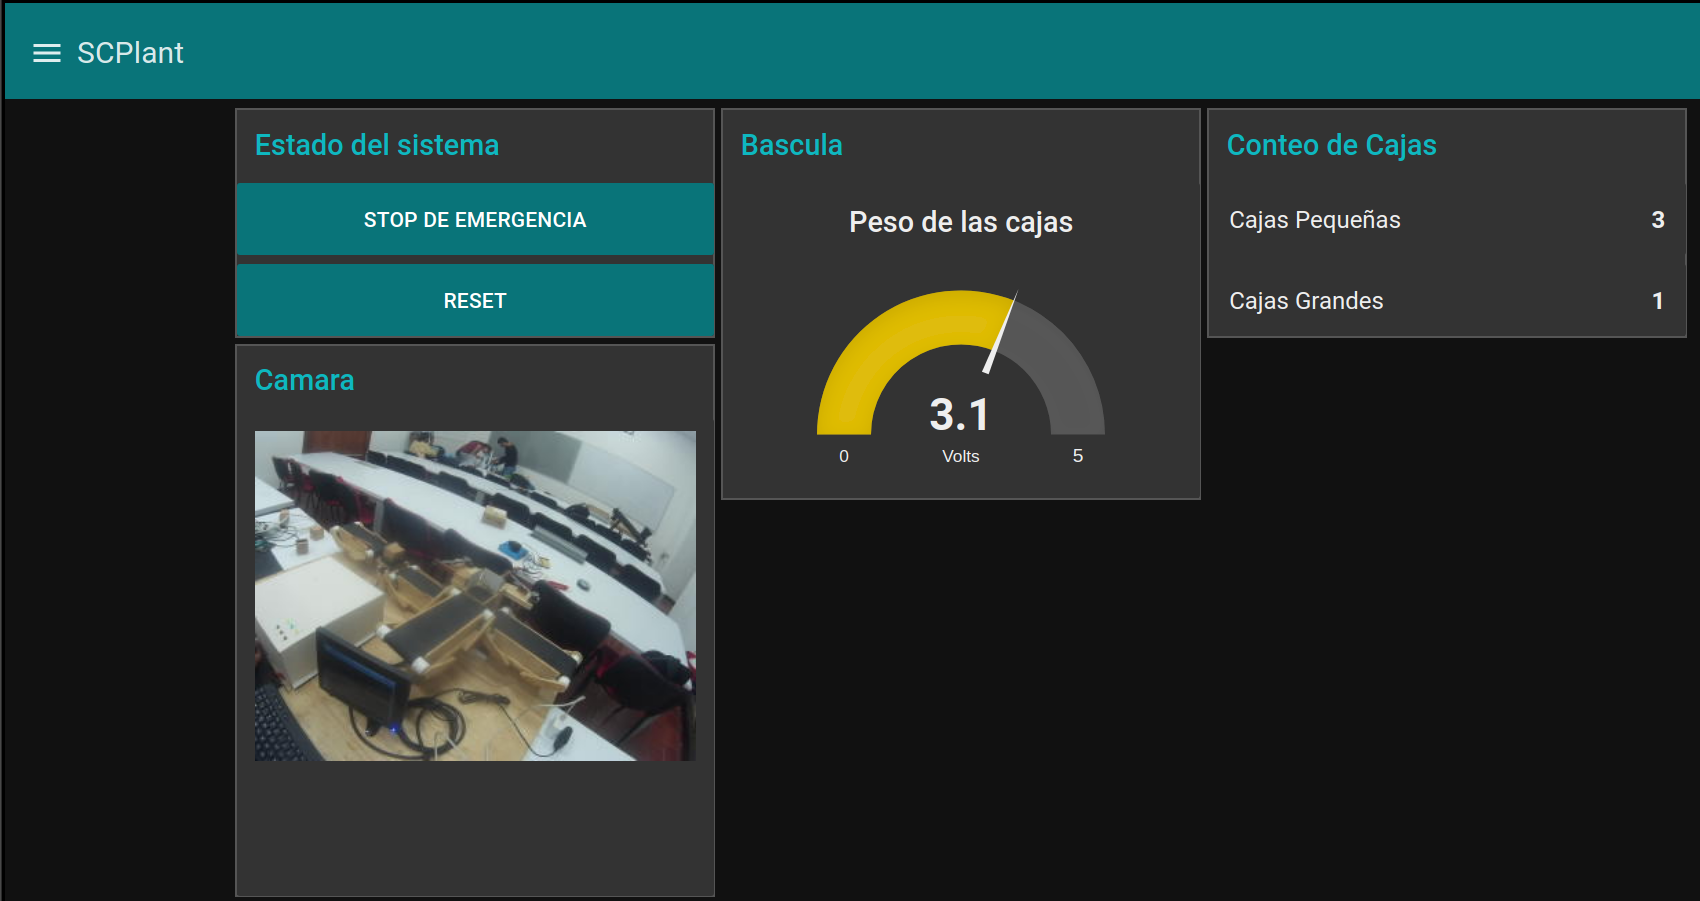 SCPlant
Estado del sistema
STOP DE EMERGENCIA
RESET
Camara
Bascula
Peso de las cajas
3.1
0 Volts 5
Conteo de Cajas
Cajas Pequeñas 3
Cajas Grandes 1